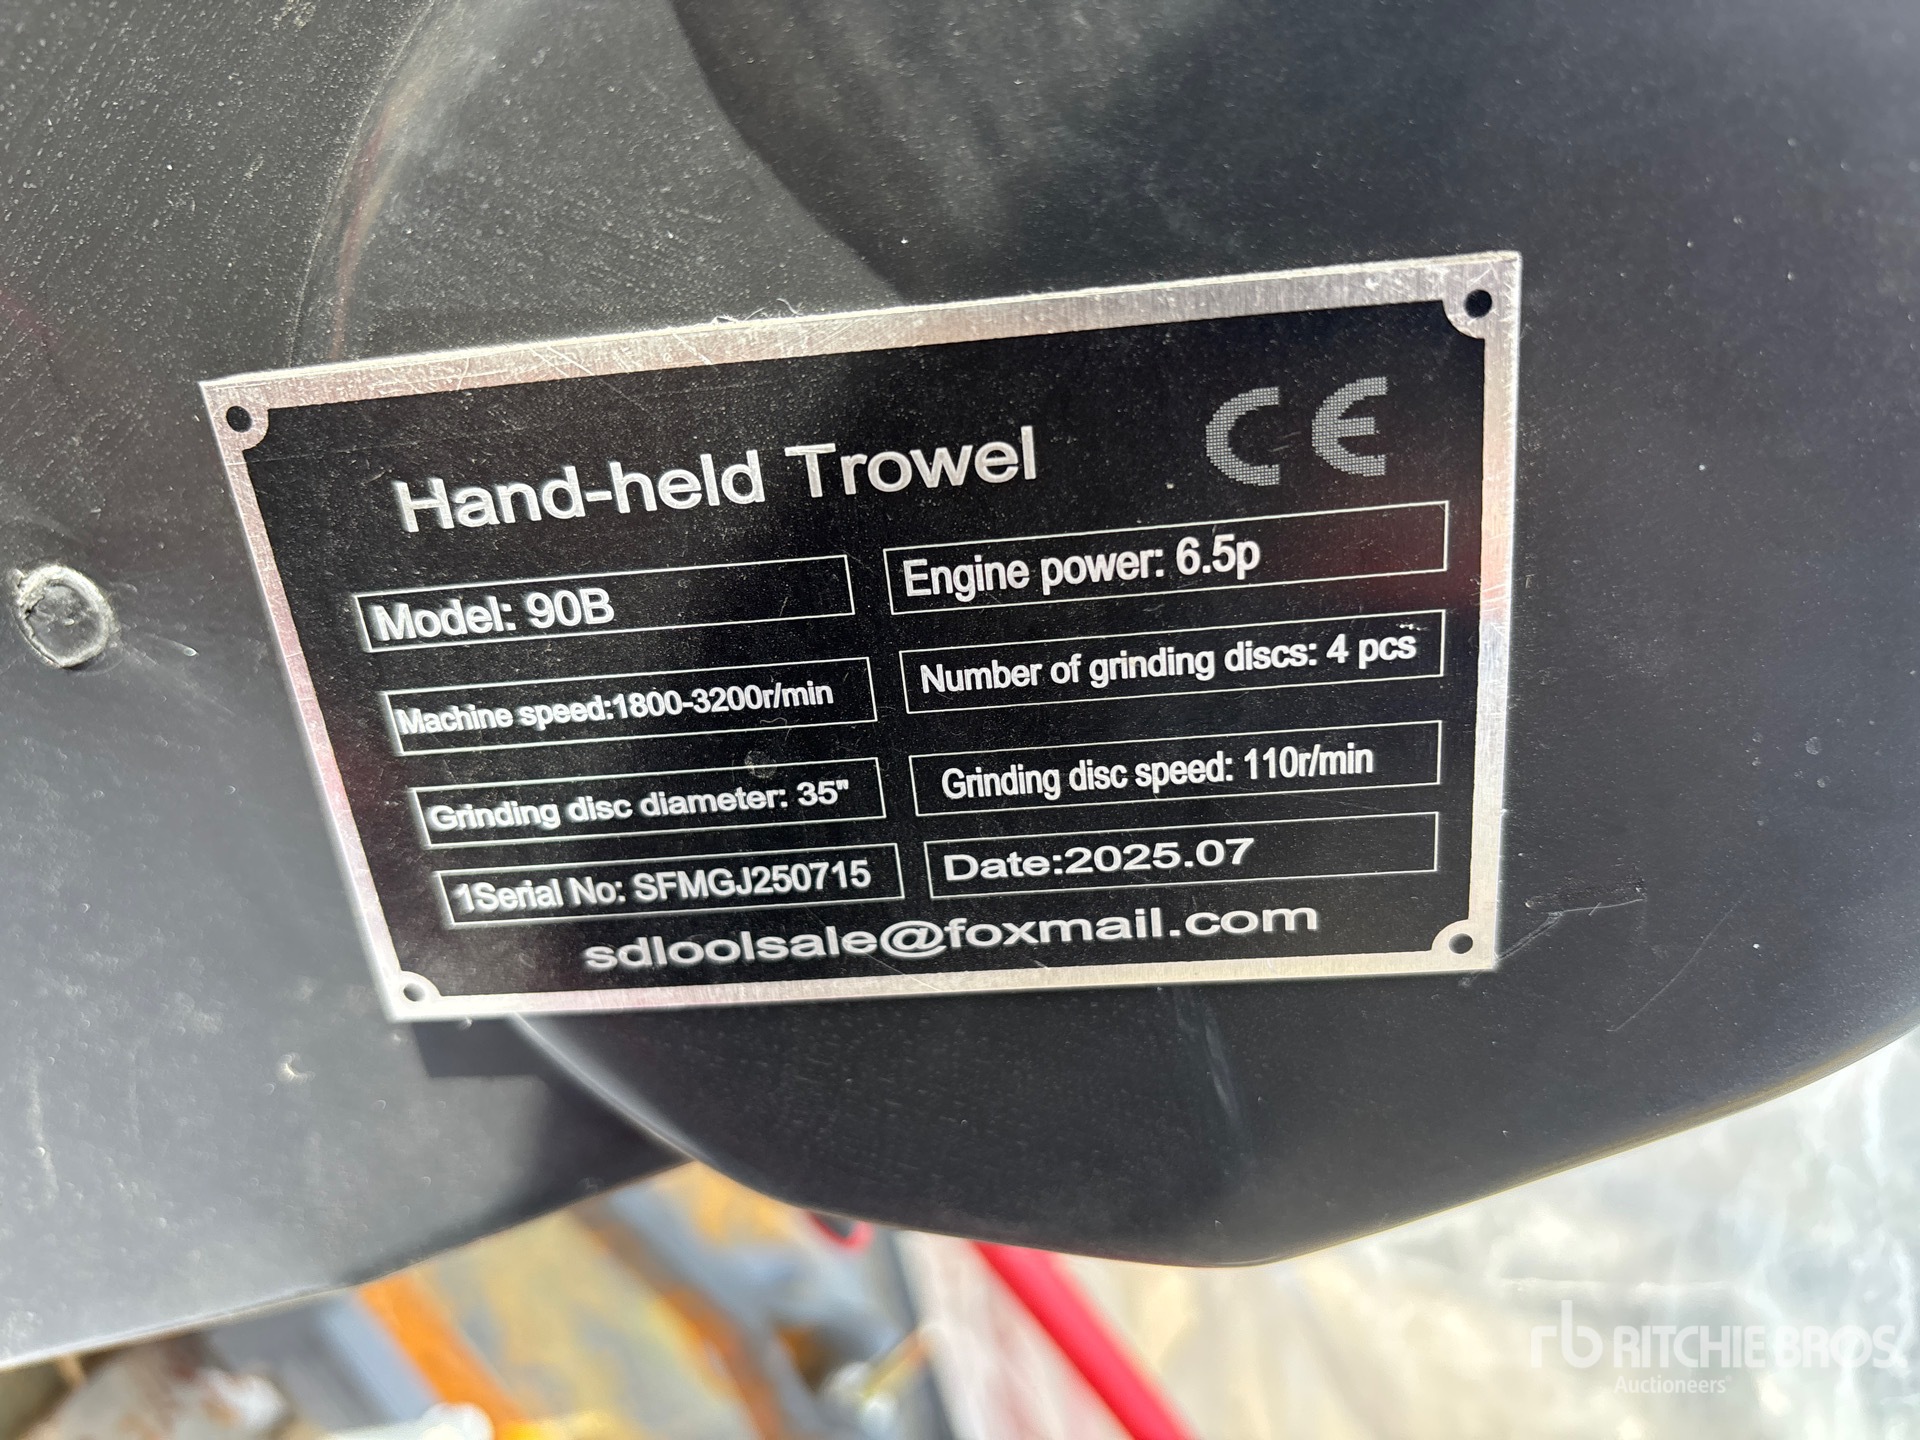 Hand-held Trowel
CE
Model: 90B
Engine power: 6.5p
Machine speed:1800-3200r/min
Number of grinding discs: 4 pcs
Grinding disc diameter: 35"
Grinding disc speed: 110r/min
1Serial No: SFMGJ250715
Date:2025.07
sdloolsale@foxmail.com
rb RITCHIE BROS.
Auctioneers